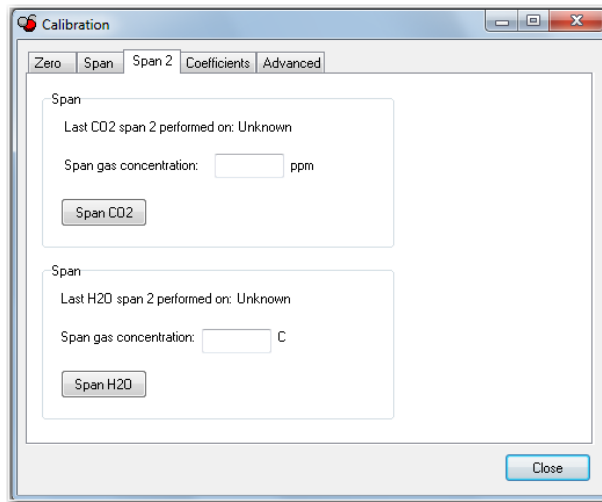 Calibration
Zero Span Span 2 Coefficients Advanced
Span
Last CO2 span 2 performed on: Unknown
Span gas concentration: ppm
Span CO2
Span
Last H2O span 2 performed on: Unknown
Span gas concentration: C
Span H2O
Close